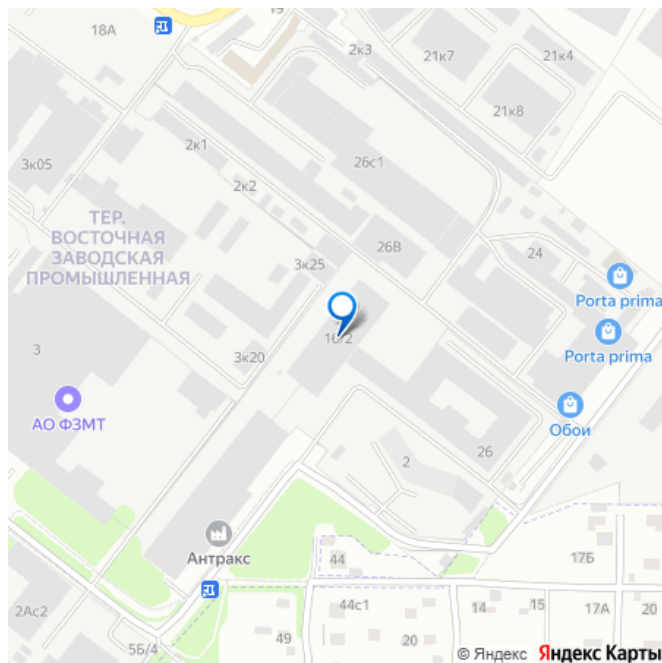 19
18А
2к3
21к7
21к4
21к8
2к1
3к05
26с1
2к2
ТЕР.
ВОСТОЧНАЯ
ЗАВОДСКАЯ
ПРОМЫШЛЕННАЯ
26В
24
3к25
Porta prima
16/2
3
3к20
Porta prima
АО ФЗМТ
Обои
26
2
Антракс
44
17Б
2Ас2
44с1
14
15
17А
20
49
20
5Б/4
© Яндекс Яндекс Карты